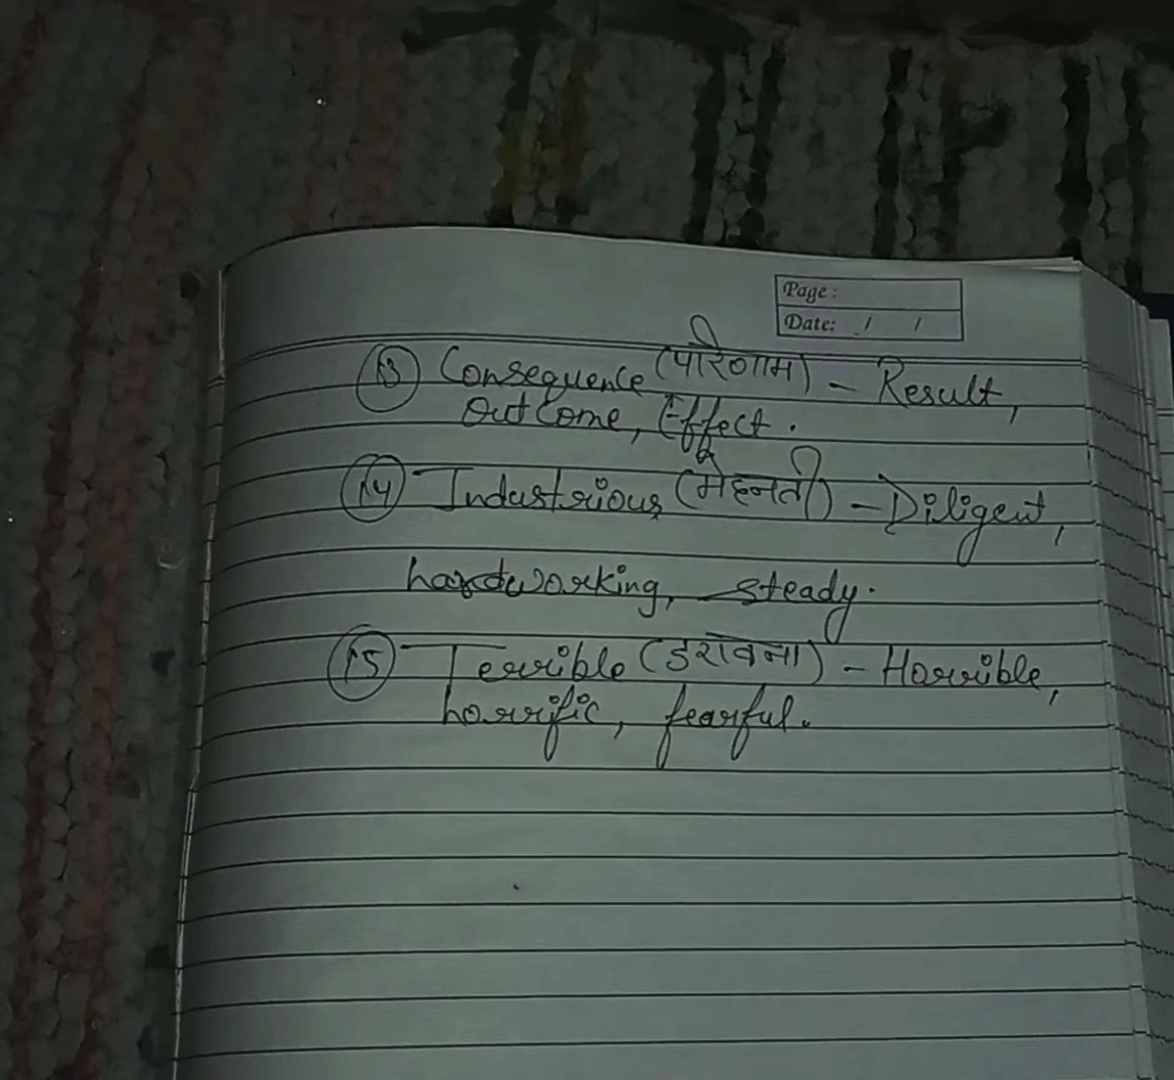 Page :
Date: / /
13 Consequence (परिणाम) - Result,
outcome, Effect.
14 Industrious (मेहनती) - Diligent,
hardworking, steady.
15 Terrible (डरावना) - Horrible,
horrific, fearful.